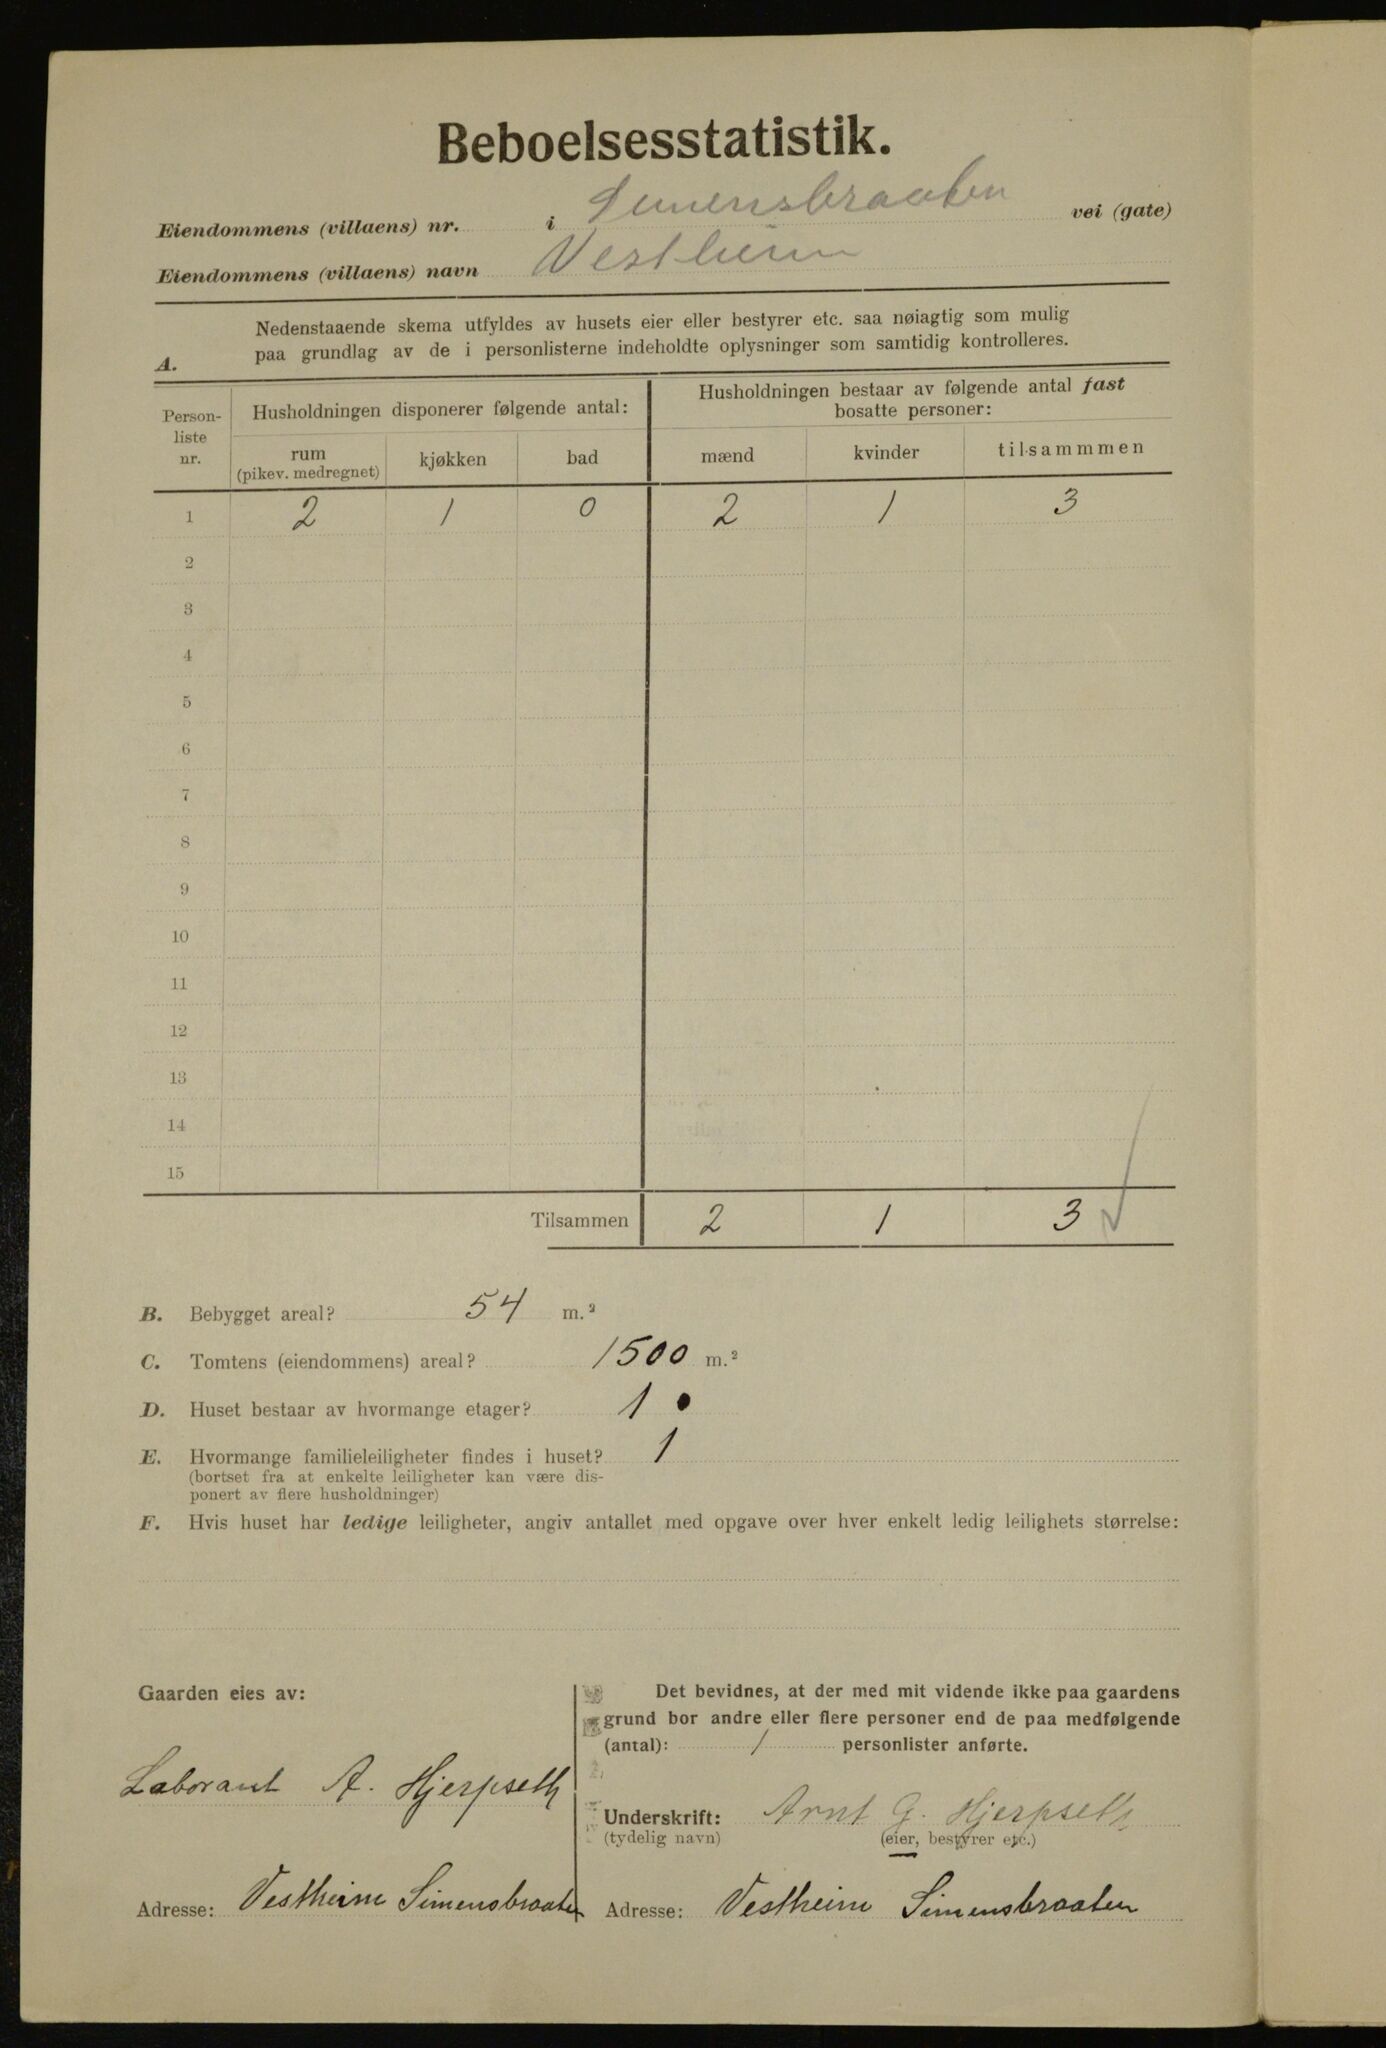 Beboelsesstatistik.
Eiendommens (villaens) nr. i Simensbraaten vei (gate)
Eiendommens (villaens) navn Vestheim
A. Nedenstaaende skema utfyldes av husets eier eller bestyrer etc. saa nøiagtig som mulig
paa grundlag av de i personlisterne indeholdte oplysninger som samtidig kontrolleres.
Person-
liste
nr.
Husholdningen disponerer følgende antal:
rum
(pikev. medregnet)
kjøkken
bad
Husholdningen bestaar av følgende antal fast
bosatte personer:
mænd
kvinder
tilsammmen
1 2 1 0 2 1 3
2
3
4
5
6
7
8
9
10
11
12
13
14
15
Tilsammen 2 1 3
B. Bebygget areal? 54 m.²
C. Tomtens (eiendommens) areal? 1500 m.²
D. Huset bestaar av hvormange etager? 1
E. Hvormange familieleiligheter findes i huset? 1
(bortset fra at enkelte leiligheter kan være dis-
ponert av flere husholdninger)
F. Hvis huset har ledige leiligheter, angiv antallet med opgave over hver enkelt ledig leilighets størrelse:
Gaarden eies av:
Laborant A. Hjerpseth
Adresse: Vestheim Simensbraaten
Det bevidnes, at der med mit vidende ikke paa gaardens
grund bor andre eller flere personer end de paa medfølgende
(antal): 1 personlister anførte.
Underskrift: Arnt G. Hjerpseth
(tydelig navn) (eier, bestyrer etc.)
Adresse: Vestheim Simensbraaten